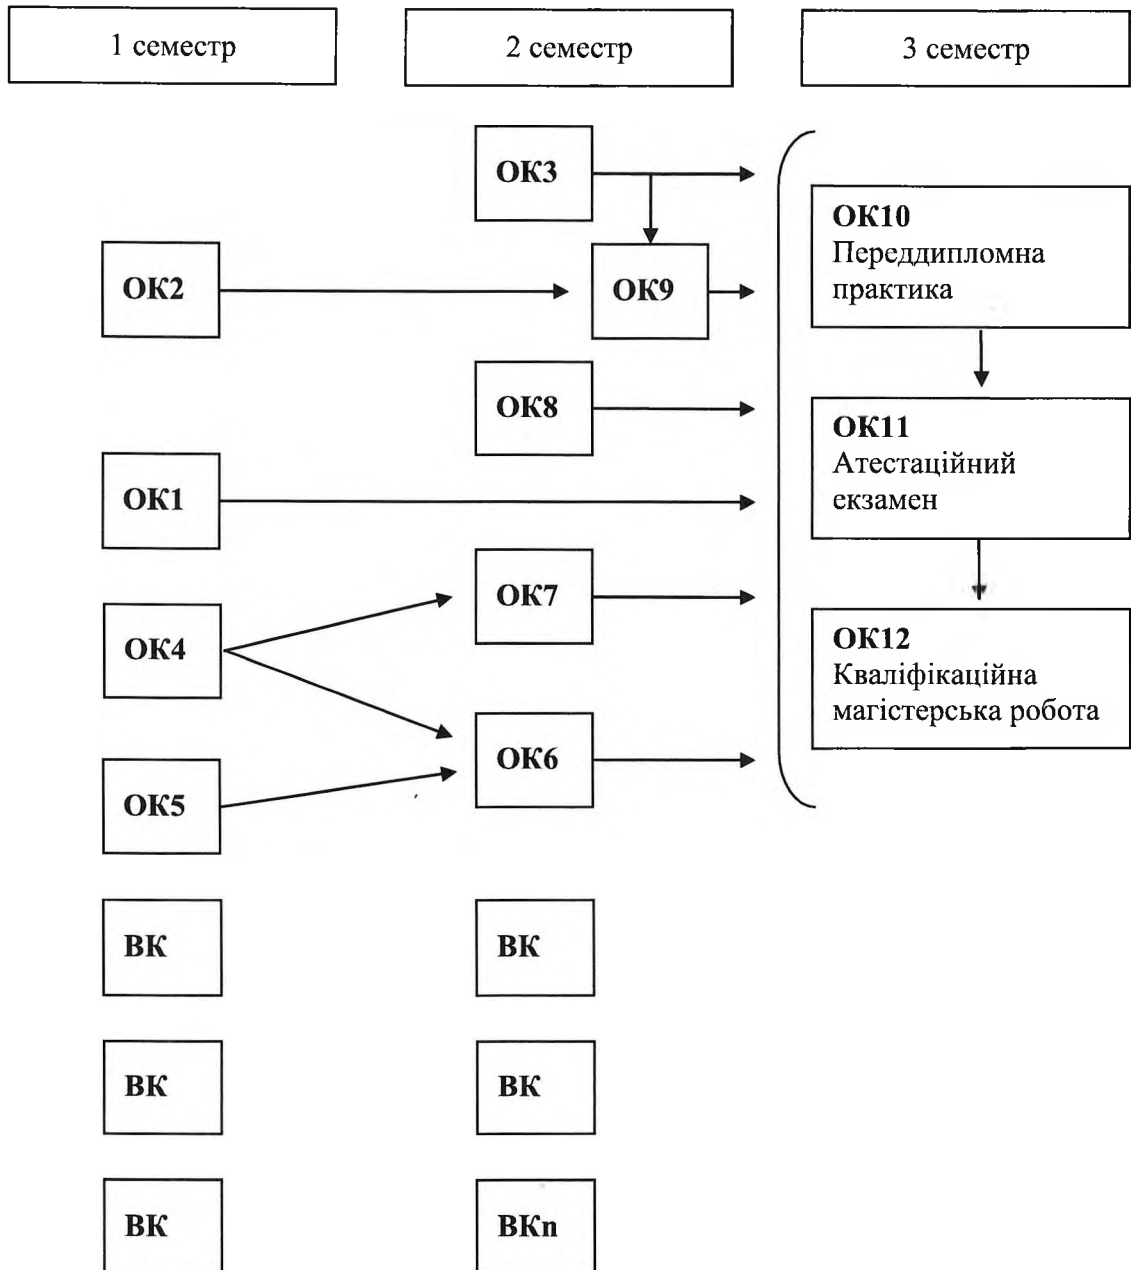 1 семестр
2 семестр
3 семестр
ОК3
ОК10
Переддипломна
практика
ОК2
ОК9
ОК8
ОК11
Атестаційний
екзамен
ОК1
ОК7
ОК4
ОК12
Кваліфікаційна
магістерська робота
ОК6
ОК5
ВК
ВК
ВК
ВК
ВК
ВКn